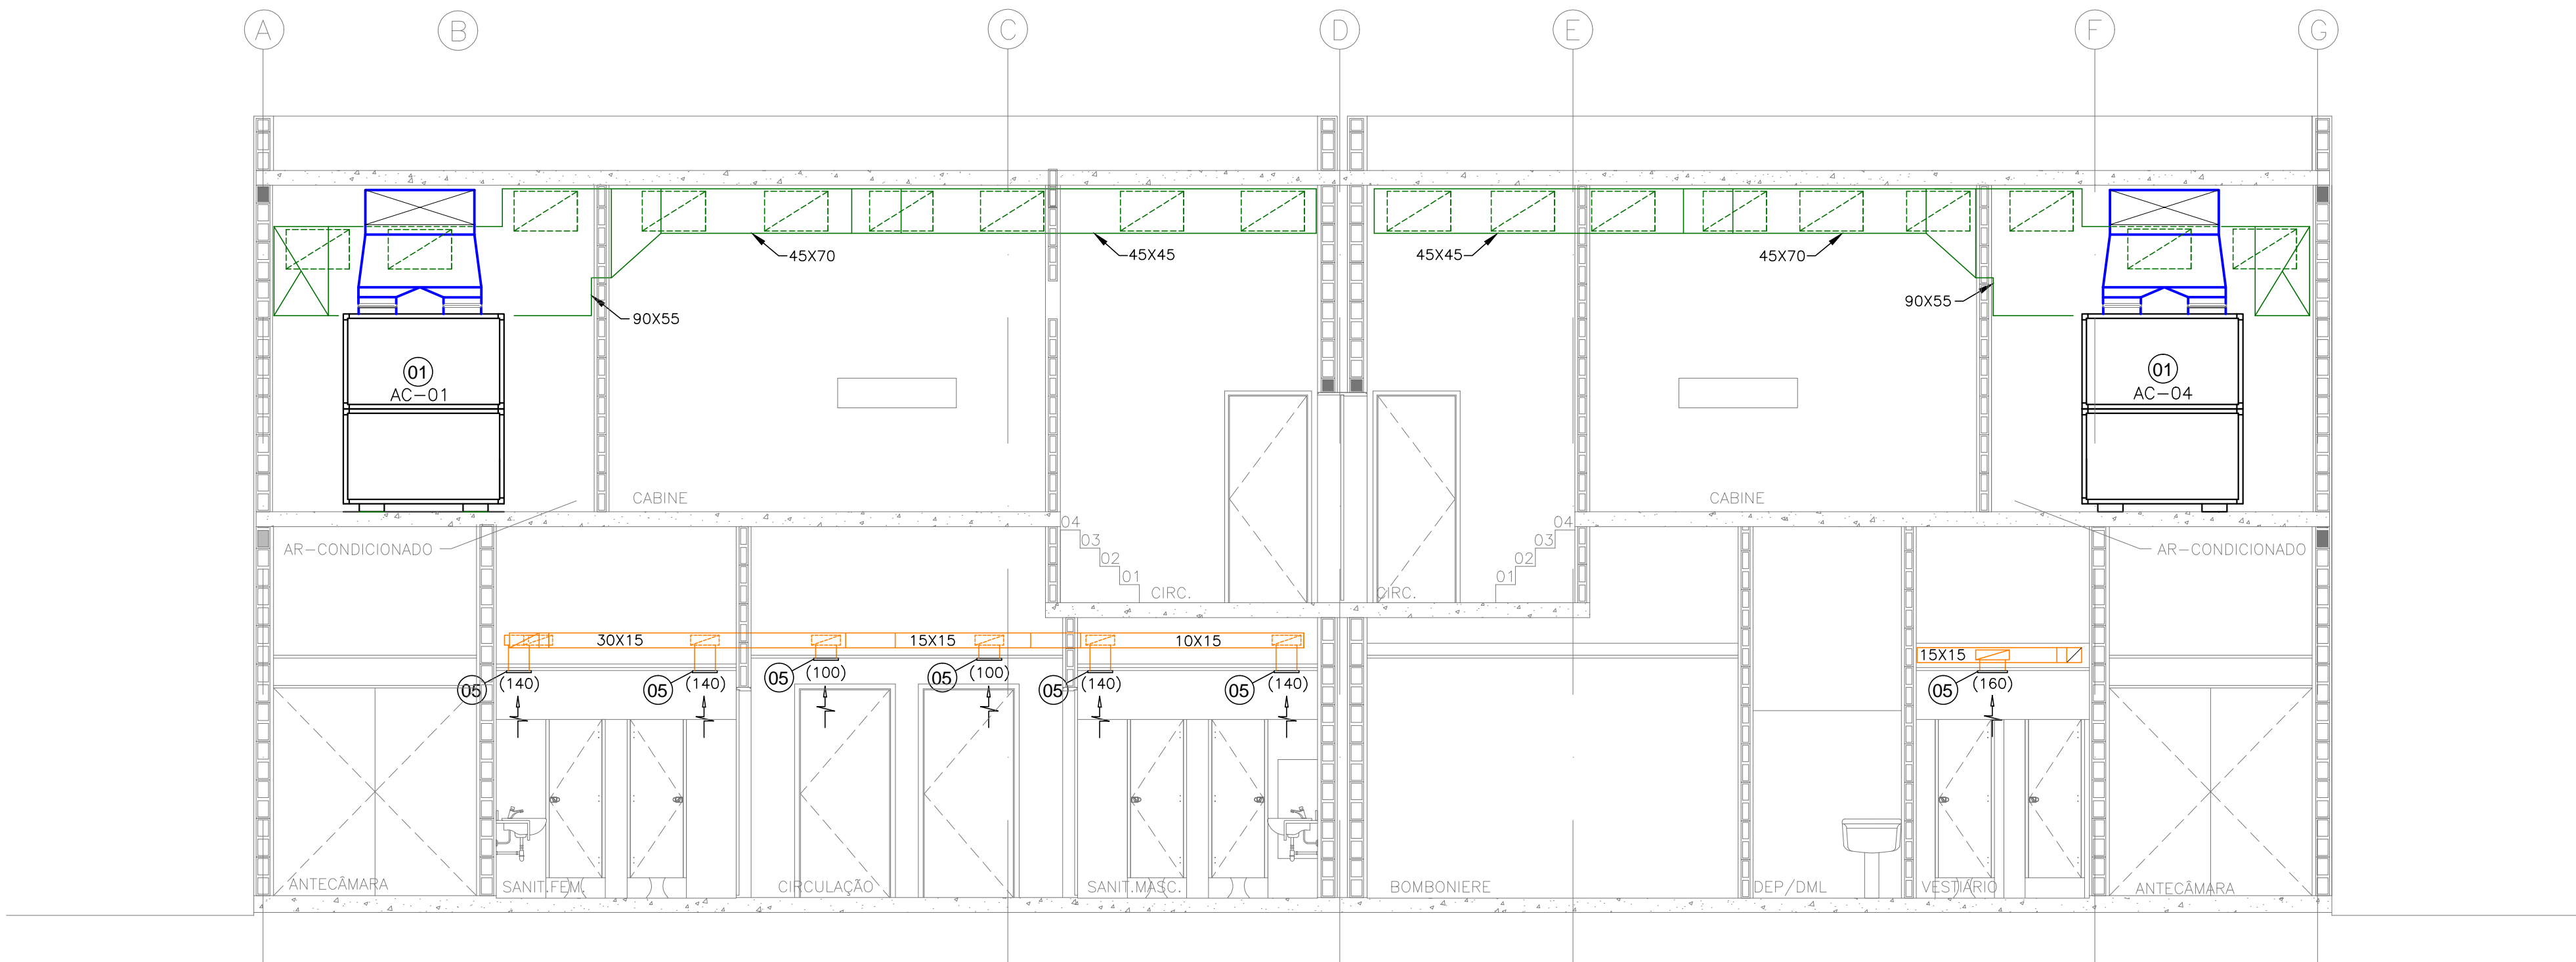 A
B
C
D
E
F
G
45X70
45X45
45X45
45X70
90X55
90X55
01
AC-01
01
AC-04
CABINE
CABINE
04
03
02
01
04
03
02
01
AR-CONDICIONADO
AR-CONDICIONADO
CIRC.
CIRC.
30X15
15X15
10X15
15X15
05
(140)
05
(140)
05
(100)
05
(100)
05
(140)
05
(140)
05
(160)
ANTECÂMARA
SANIT.FEM.
CIRCULAÇÃO
SANIT.MASC.
BOMBONIERE
DEP/DML
VESTIÁRIO
ANTECÂMARA